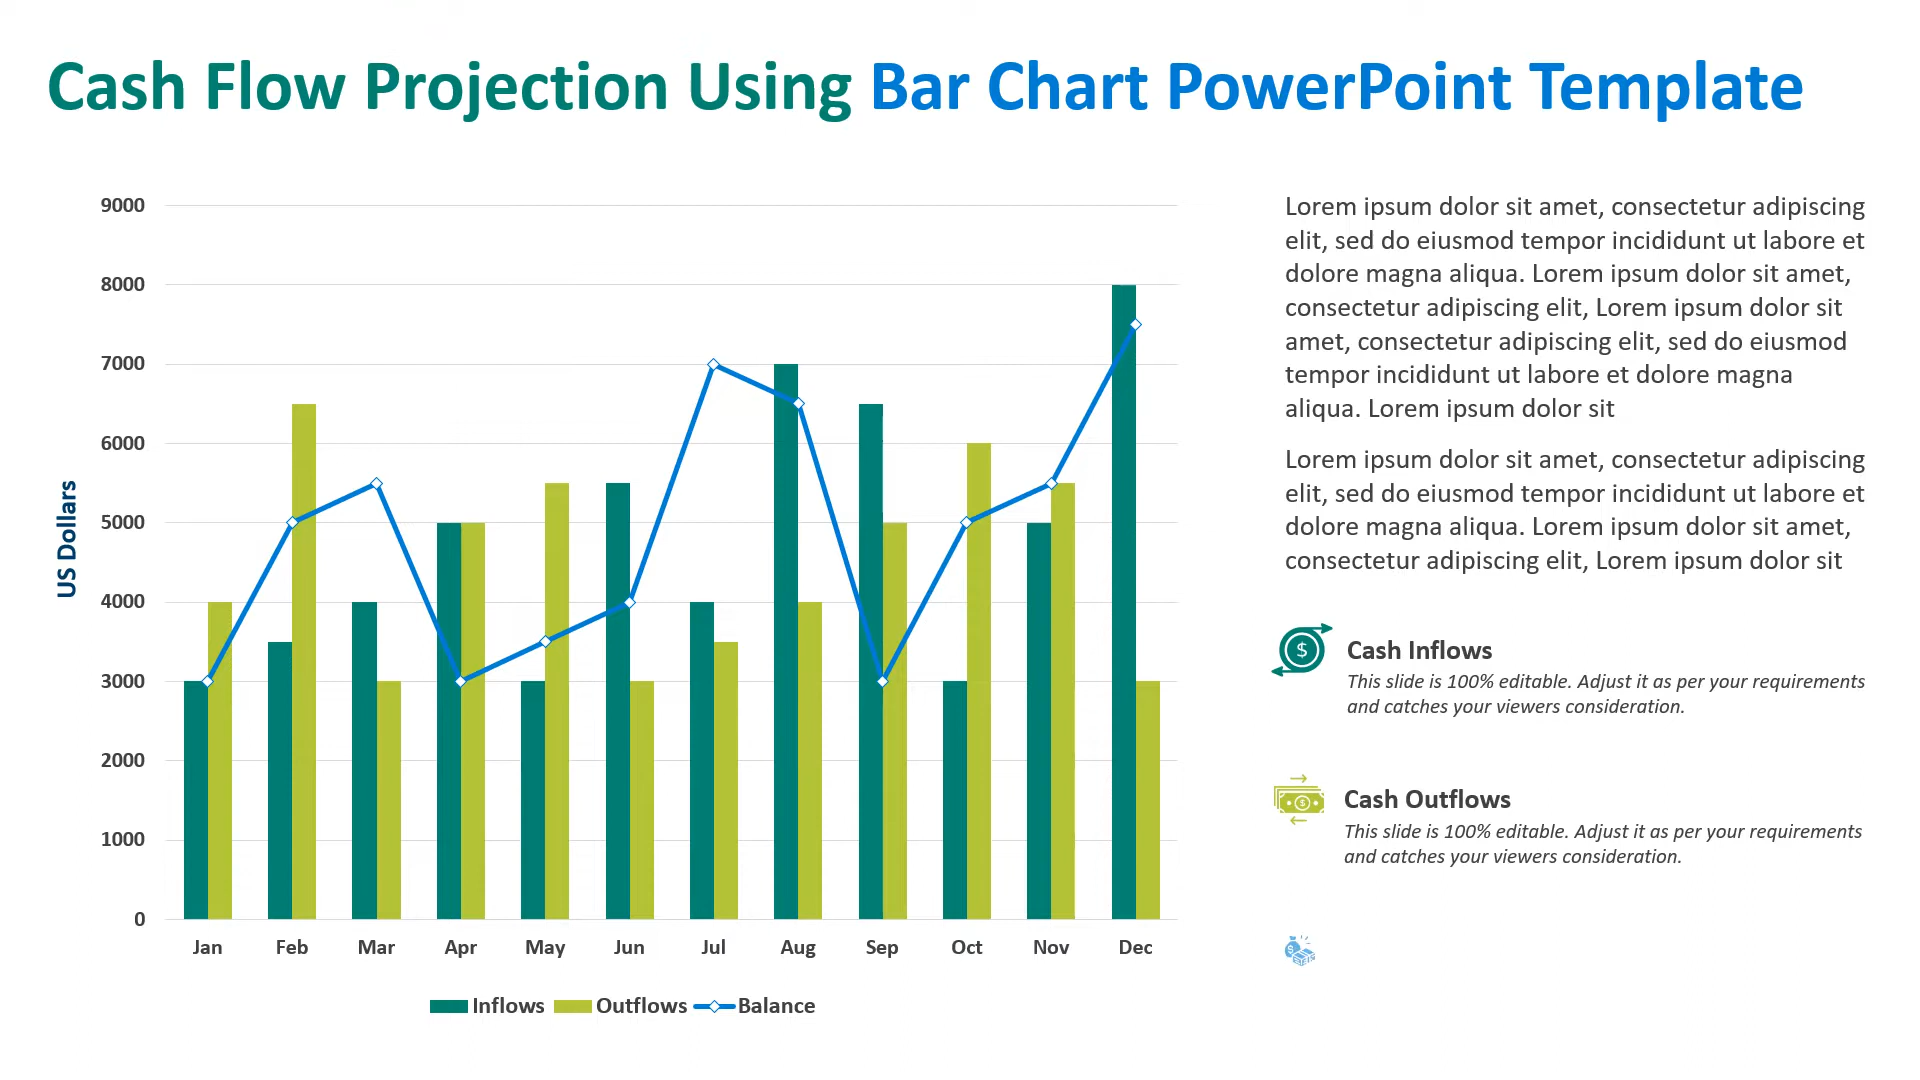 Cash Flow Projection Using Bar Chart PowerPoint Template
9000
8000
7000
6000
5000
4000
3000
2000
1000
0
US Dollars
Jan Feb Mar Apr May Jun Jul Aug Sep Oct Nov Dec
Inflows Outflows Balance
Lorem ipsum dolor sit amet, consectetur adipiscing
elit, sed do eiusmod tempor incididunt ut labore et
dolore magna aliqua. Lorem ipsum dolor sit amet,
consectetur adipiscing elit, Lorem ipsum dolor sit
amet, consectetur adipiscing elit, sed do eiusmod
tempor incididunt ut labore et dolore magna
aliqua. Lorem ipsum dolor sit
Lorem ipsum dolor sit amet, consectetur adipiscing
elit, sed do eiusmod tempor incididunt ut labore et
dolore magna aliqua. Lorem ipsum dolor sit amet,
consectetur adipiscing elit, Lorem ipsum dolor sit
$
Cash Inflows
This slide is 100% editable. Adjust it as per your requirements
and catches your viewers consideration.
$
Cash Outflows
This slide is 100% editable. Adjust it as per your requirements
and catches your viewers consideration.
$